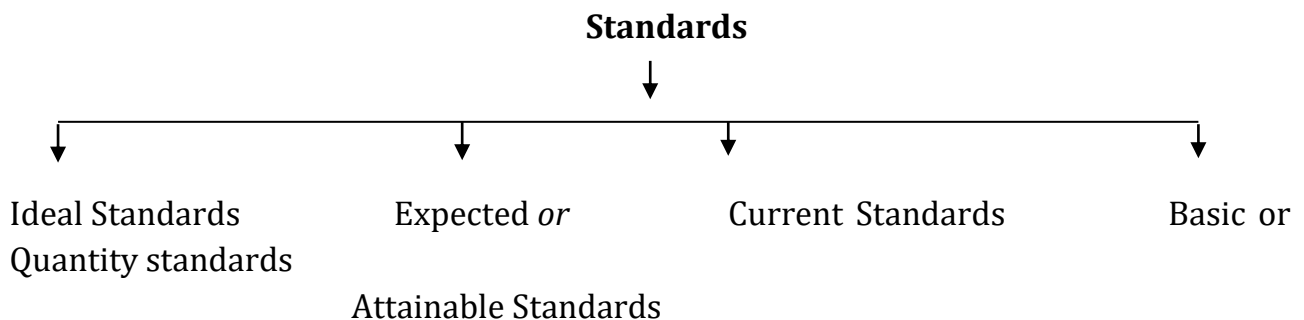 Standards
Ideal Standards Expected or Current Standards Basic or
Quantity standards
Attainable Standards